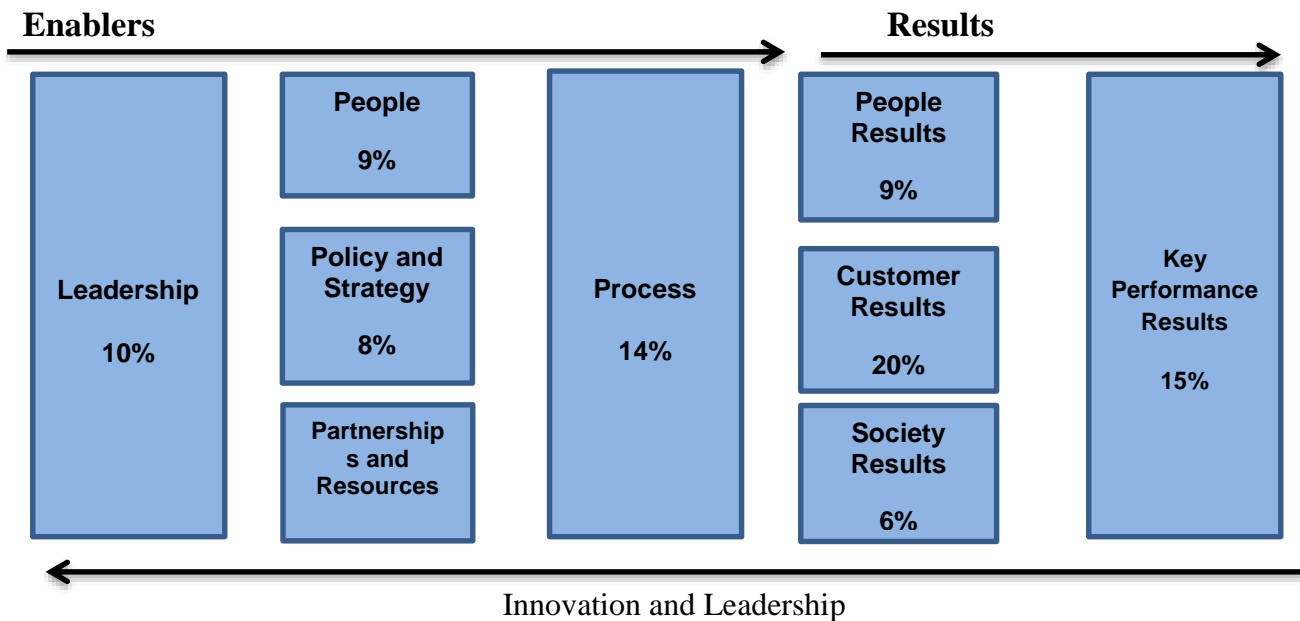 Enablers
Results
Leadership
10%
People
9%
Policy and
Strategy
8%
Partnership
s and
Resources
Process
14%
People
Results
9%
Customer
Results
20%
Society
Results
6%
Key
Performance
Results
15%
Innovation and Leadership